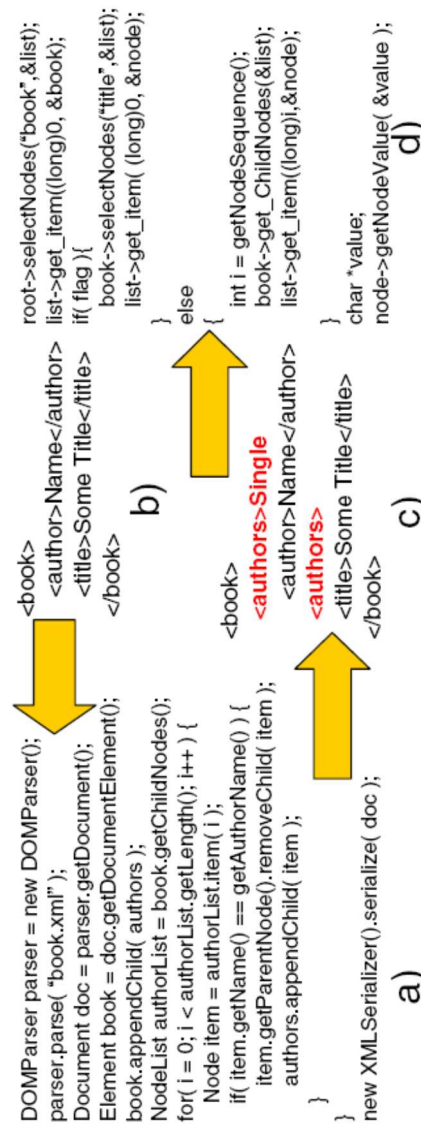 DOMParser parser = new DOMParser();
parser.parse( “book.xml” );
Document doc = parser.getDocument();
Element book = doc.getDocumentElement();
book.appendChild( authors );
NodeList authorList = book.getChildNodes();
for( i = 0; i < authorList.getLength(); i++ ) {
Node item = authorList.item( i );
if( item.getName() == getAuthorName() ) {
item.getParentNode().removeChild( item );
authors.appendChild( item );
}
}
new XMLSerializer().serialize( doc );
a)
<book>
<author>Name</author>
<title>Some Title</title>
</book>
b)
<book>
<authors>Single
<author>Name</author>
<authors>
<title>Some Title</title>
</book>
c)
root->selectNodes(“book”,&list);
list->get_item((long)0, &book);
if( flag ){
book->selectNodes(“title”,&list);
list->get_item( (long)0, &node);
}
else
{ int i = getNodeSequence();
book->get_ChildNodes(&list);
list->get_item((long)i,&node);
}
char *value;
node->getNodeValue( &value );
d)